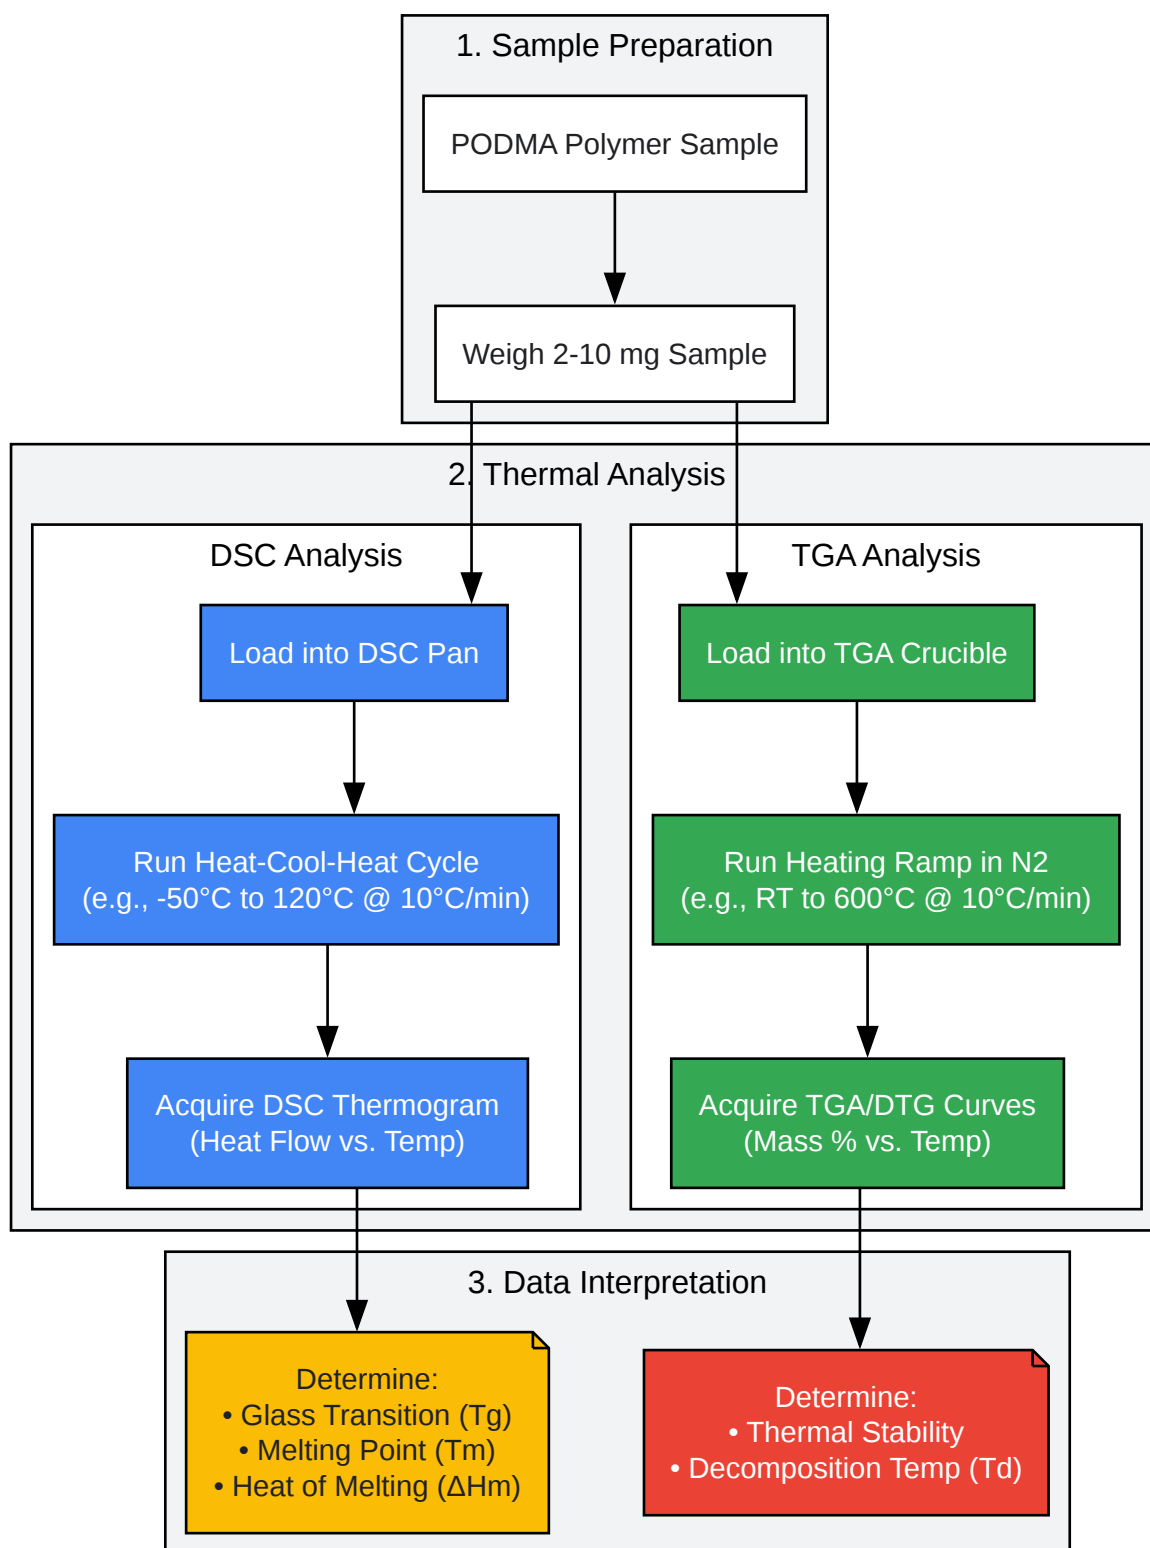 1. Sample Preparation
PODMA Polymer Sample
Weigh 2-10 mg Sample
2. Thermal Analysis
DSC Analysis
Load into DSC Pan
Run Heat-Cool-Heat Cycle
(e.g., -50°C to 120°C @ 10°C/min)
Acquire DSC Thermogram
(Heat Flow vs. Temp)
TGA Analysis
Load into TGA Crucible
Run Heating Ramp in N2
(e.g., RT to 600°C @ 10°C/min)
Acquire TGA/DTG Curves
(Mass % vs. Temp)
3. Data Interpretation
Determine:
• Glass Transition (Tg)
• Melting Point (Tm)
• Heat of Melting (ΔHm)
Determine:
• Thermal Stability
• Decomposition Temp (Td)